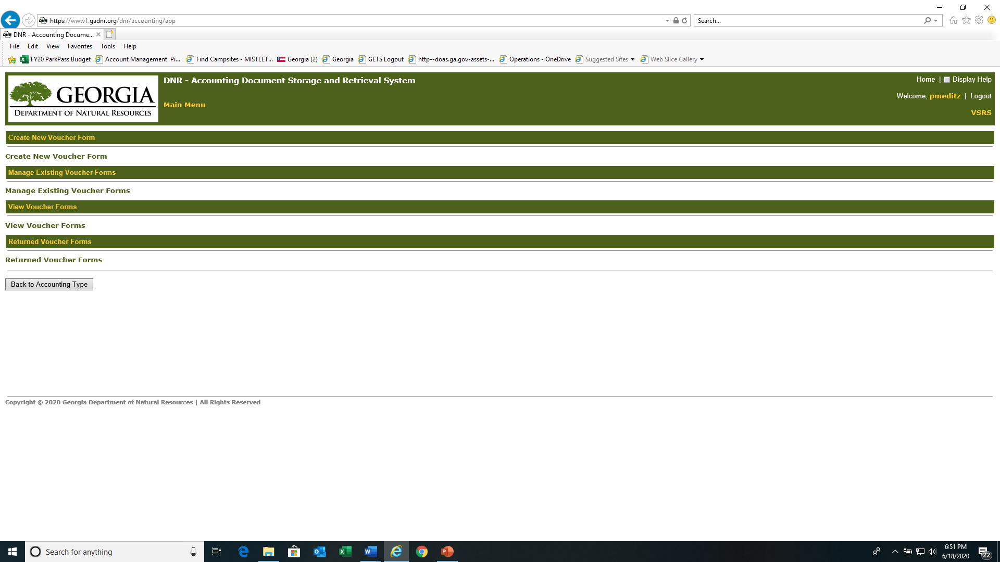 https://www1.gadnr.org/dnr/accounting/app
Search...
DNR - Accounting Docume...
File Edit View Favorites Tools Help
FY20 ParkPass Budget Account Management Pi... Find Campsites - MISTLET... Georgia (2) Georgia GETS Logout http--doas.ga.gov-assets-... Operations - OneDrive Suggested Sites Web Slice Gallery
GEORGIA
DEPARTMENT OF NATURAL RESOURCES
DNR - Accounting Document Storage and Retrieval System
Main Menu
Home | Display Help
Welcome, pmeditz | Logout
VSRS
Create New Voucher Form
Create New Voucher Form
Manage Existing Voucher Forms
Manage Existing Voucher Forms
View Voucher Forms
View Voucher Forms
Returned Voucher Forms
Returned Voucher Forms
Back to Accounting Type
Copyright © 2020 Georgia Department of Natural Resources | All Rights Reserved
Search for anything
6:51 PM
6/18/2020
22